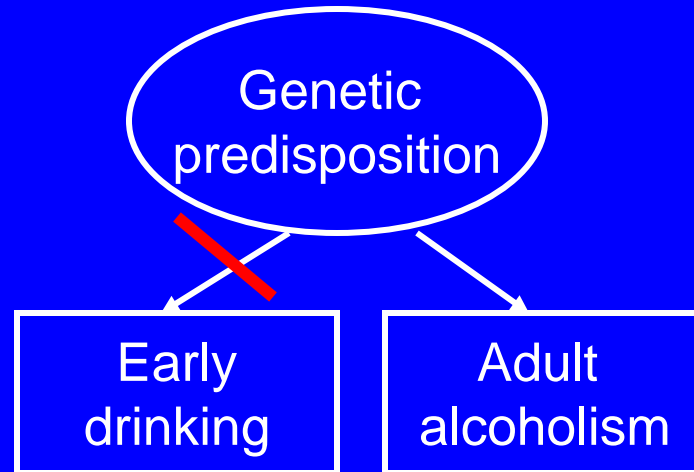 Genetic
predisposition
Early
drinking
Adult
alcoholism